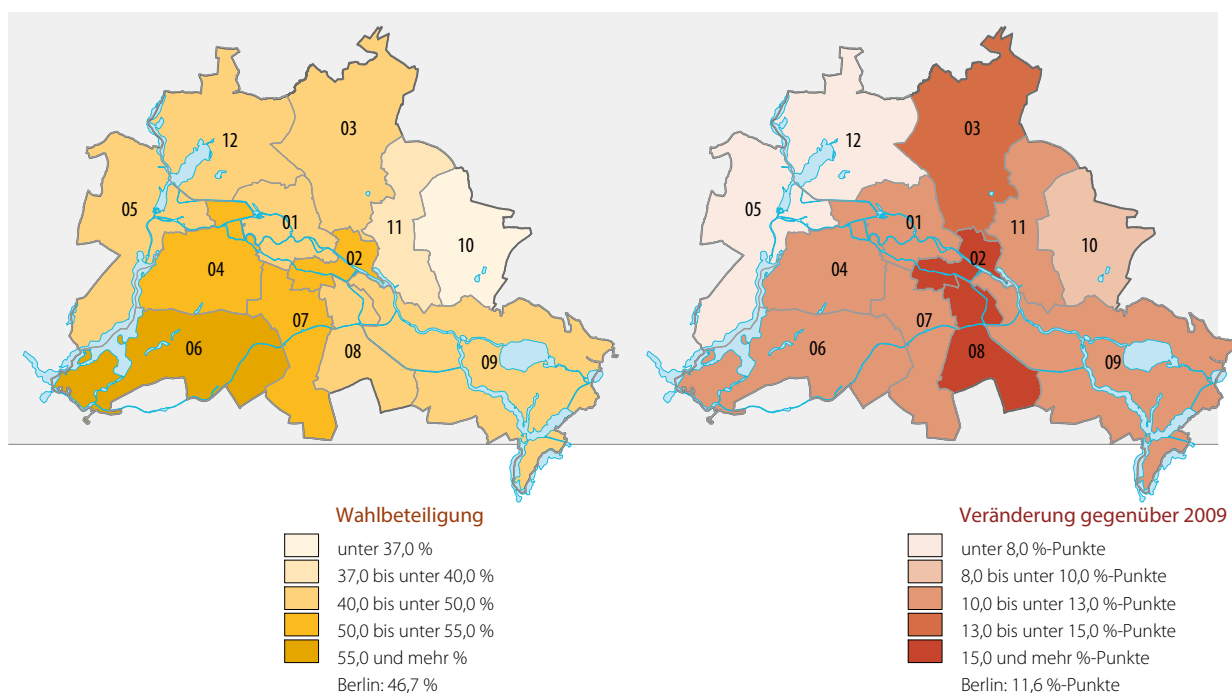 12
03
05
01
11
10
02
04
07
06
08
09
Wahlbeteiligung
unter 37,0 %
37,0 bis unter 40,0 %
40,0 bis unter 50,0 %
50,0 bis unter 55,0 %
55,0 und mehr %
Berlin: 46,7 %
03
12
05
01
11
10
02
04
07
06
08
09
Veränderung gegenüber 2009
unter 8,0 %-Punkte
8,0 bis unter 10,0 %-Punkte
10,0 bis unter 13,0 %-Punkte
13,0 bis unter 15,0 %-Punkte
15,0 und mehr %-Punkte
Berlin: 11,6 %-Punkte